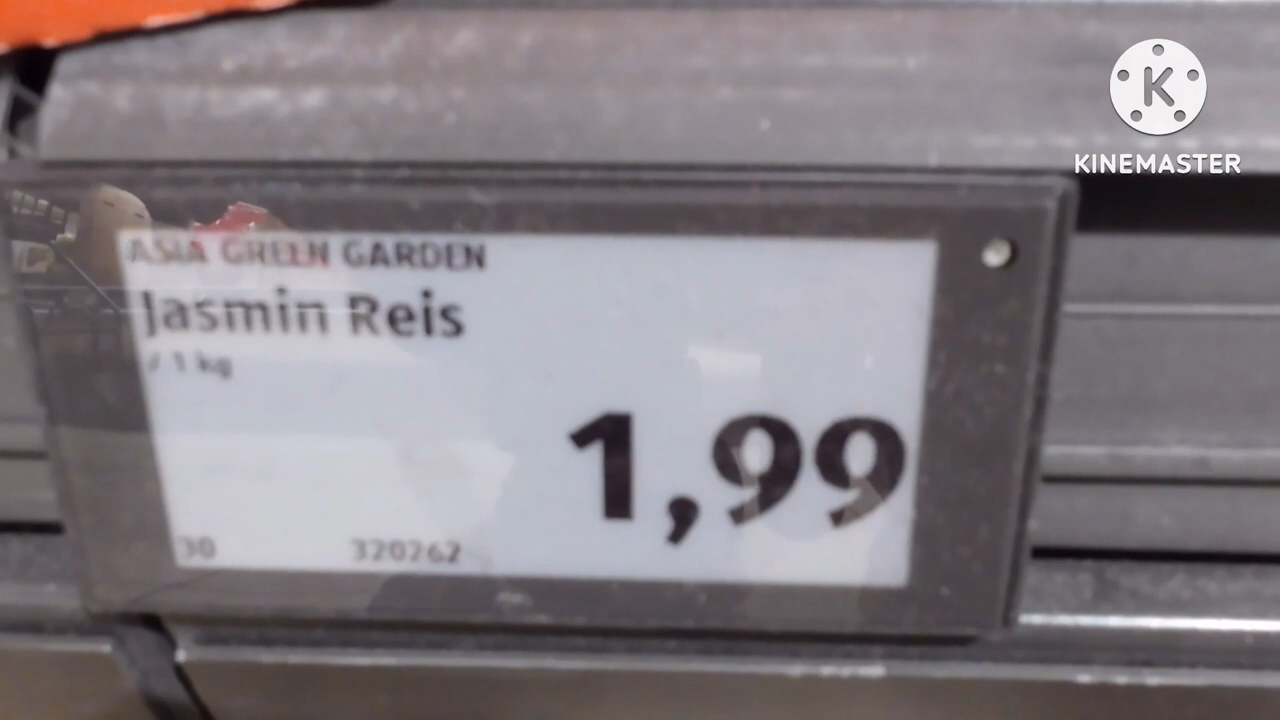 K
KINEMASTER
ASIA GREEN GARDEN
Jasmin Reis
/ 1 kg
1,99
30 320262